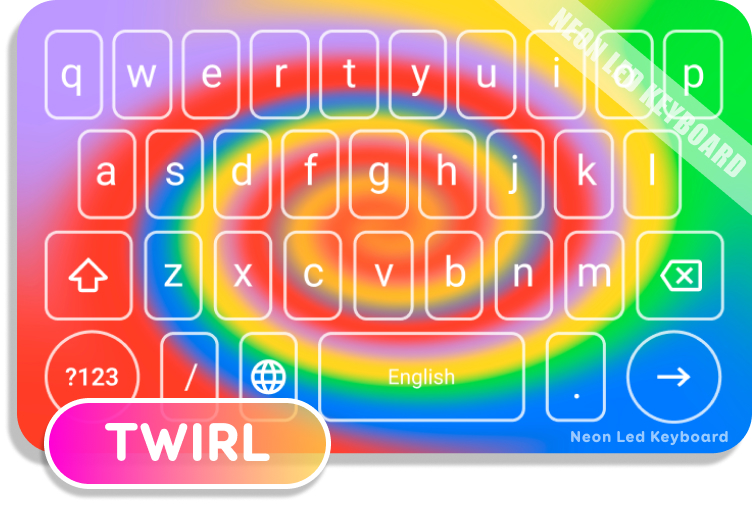 NEON LED KEYBOARD
q w e r t y u i o p
a s d f g h j k l
z x c v b n m
?123 / English .
TWIRL
Neon Led Keyboard